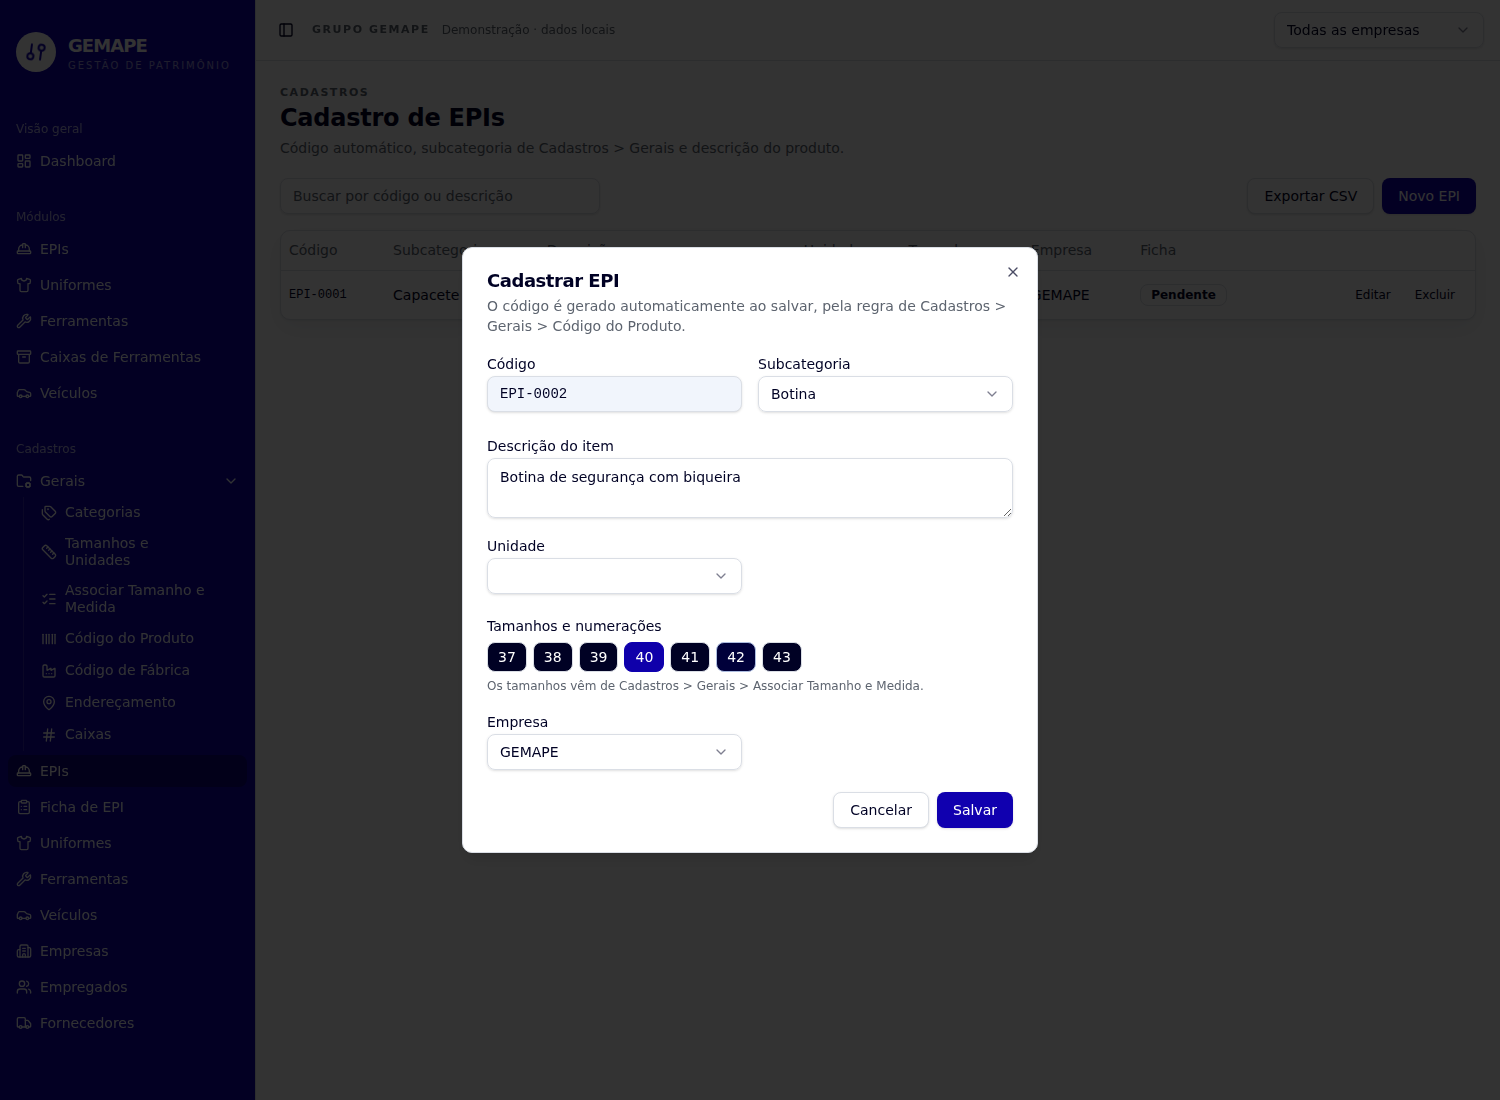 GEMAPE
GESTÃO DE PATRIMÔNIO
Visão geral
Dashboard
Módulos
EPIs
Uniformes
Ferramentas
Caixas de Ferramentas
Veículos
Cadastros
Gerais
Categorias
Tamanhos e
Unidades
Associar Tamanho e
Medida
Código do Produto
Código de Fábrica
Endereçamento
Caixas
EPIs
Ficha de EPI
Uniformes
Ferramentas
Veículos
Empresas
Empregados
Fornecedores
GRUPO GEMAPE Demonstração · dados locais
Todas as empresas
CADASTROS
Cadastro de EPIs
Código automático, subcategoria de Cadastros > Gerais e descrição do produto.
Buscar por código ou descrição
Exportar CSV
Novo EPI
Código Empresa Ficha
EPI-0001 Capacete GEMAPE Pendente Editar Excluir
Cadastrar EPI
O código é gerado automaticamente ao salvar, pela regra de Cadastros >
Gerais > Código do Produto.
Código Subcategoria
EPI-0002 Botina
Descrição do item
Botina de segurança com biqueira
Unidade
Tamanhos e numerações
37 38 39 40 41 42 43
Os tamanhos vêm de Cadastros > Gerais > Associar Tamanho e Medida.
Empresa
GEMAPE
Cancelar Salvar